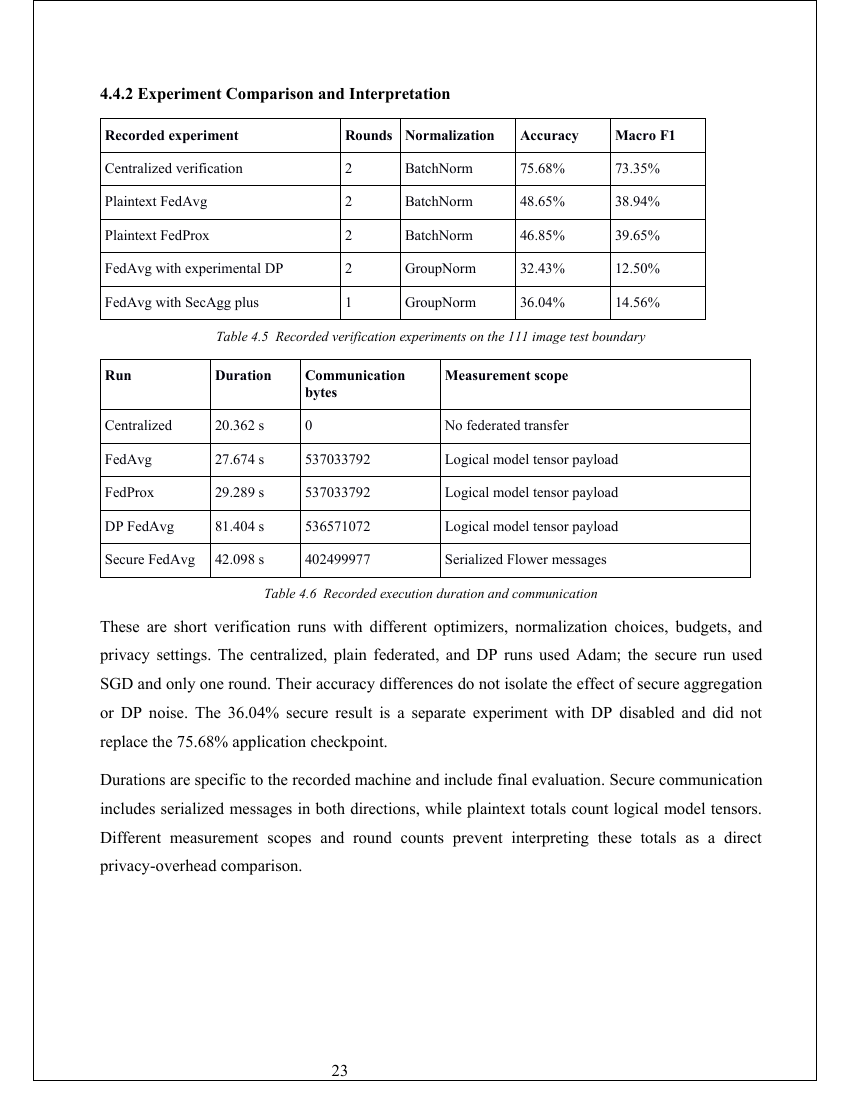 4.4.2 Experiment Comparison and Interpretation
Recorded experiment Rounds Normalization Accuracy Macro F1
Centralized verification 2 BatchNorm 75.68% 73.35%
Plaintext FedAvg 2 BatchNorm 48.65% 38.94%
Plaintext FedProx 2 BatchNorm 46.85% 39.65%
FedAvg with experimental DP 2 GroupNorm 32.43% 12.50%
FedAvg with SecAgg plus 1 GroupNorm 36.04% 14.56%
Table 4.5 Recorded verification experiments on the 111 image test boundary
Run Duration Communication bytes Measurement scope
Centralized 20.362 s 0 No federated transfer
FedAvg 27.674 s 537033792 Logical model tensor payload
FedProx 29.289 s 537033792 Logical model tensor payload
DP FedAvg 81.404 s 536571072 Logical model tensor payload
Secure FedAvg 42.098 s 402499977 Serialized Flower messages
Table 4.6 Recorded execution duration and communication
These are short verification runs with different optimizers, normalization choices, budgets, and
privacy settings. The centralized, plain federated, and DP runs used Adam; the secure run used
SGD and only one round. Their accuracy differences do not isolate the effect of secure aggregation
or DP noise. The 36.04% secure result is a separate experiment with DP disabled and did not
replace the 75.68% application checkpoint.
Durations are specific to the recorded machine and include final evaluation. Secure communication
includes serialized messages in both directions, while plaintext totals count logical model tensors.
Different measurement scopes and round counts prevent interpreting these totals as a direct
privacy-overhead comparison.
23